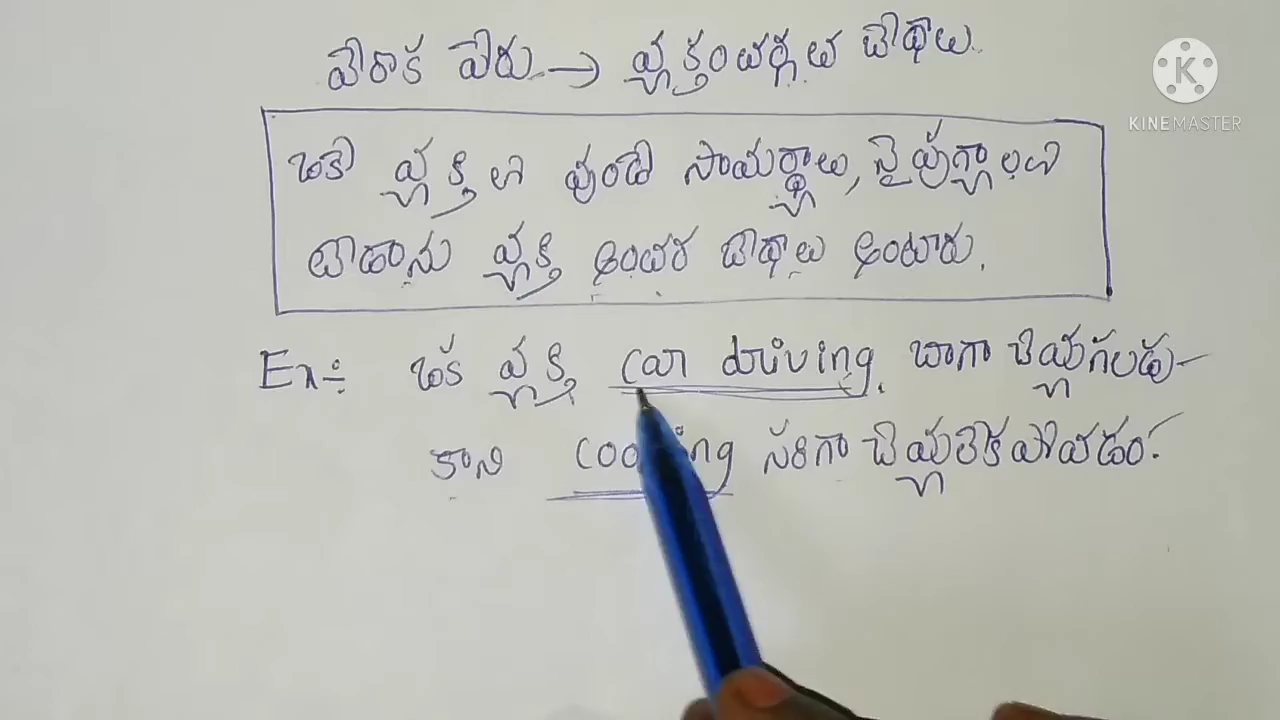 మారాక పేరు → వ్యక్తంతర్గత భేదాలు.
KINEMASTER
ఒకే వ్యక్తి లో వుండే సామర్థ్యాలు, నైపుణ్యాలలో
తేడాను వ్యక్తి అంతర భేదాలు అంటారు.
Ex:- ఒక వ్యక్తి car driving బాగా చెయ్యగలడు-
కాని cooking సరిగా చెయ్యలేకపోవడం.